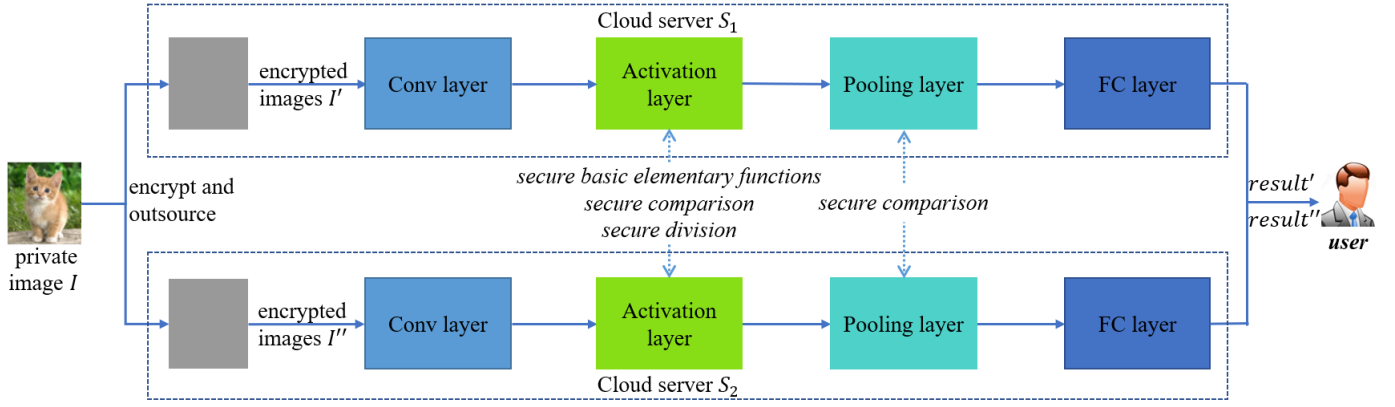 Cloud server S₁
encrypted
images I′
Conv layer
Activation
layer
Pooling layer
FC layer
secure basic elementary functions
secure comparison
secure division
secure comparison
encrypt and
outsource
private
image I
result′
result′′
user
encrypted
images I′′
Conv layer
Activation
layer
Pooling layer
FC layer
Cloud server S₂